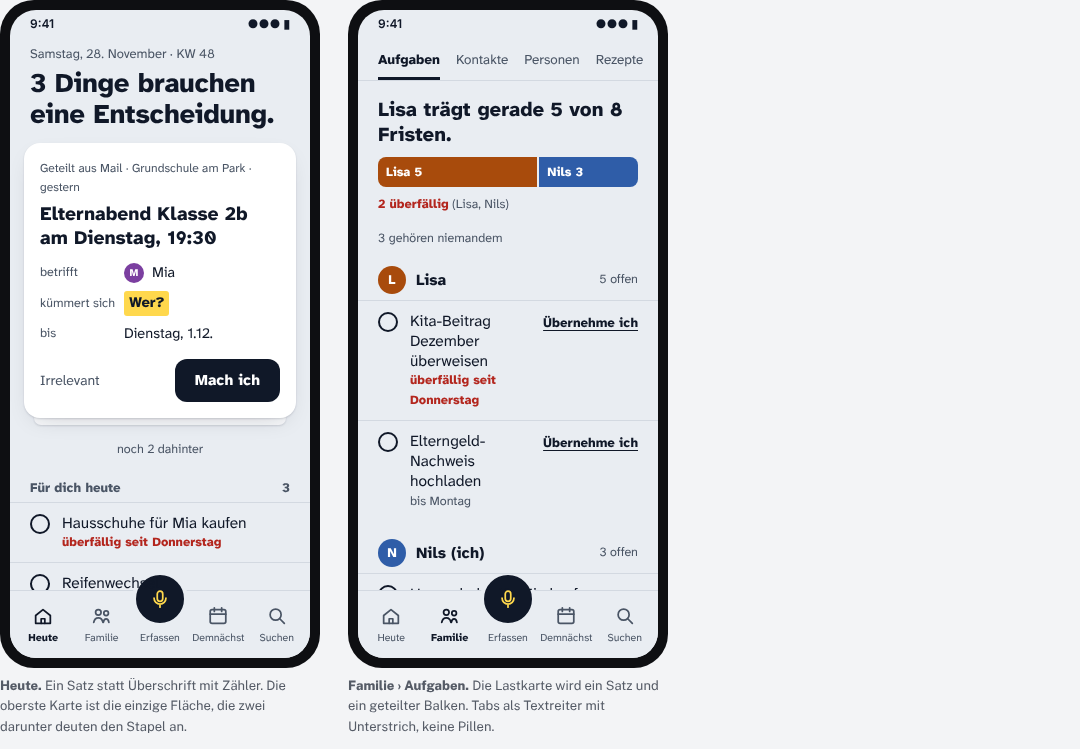 9:41
Samstag, 28. November · KW 48
3 Dinge brauchen
eine Entscheidung.
Geteilt aus Mail · Grundschule am Park ·
gestern
Elternabend Klasse 2b
am Dienstag, 19:30
betrifft M Mia
kümmert sich Wer?
bis Dienstag, 1.12.
Irrelevant Mach ich
noch 2 dahinter
Für dich heute 3
Hausschuhe für Mia kaufen
überfällig seit Donnerstag
Heute Familie Erfassen Demnächst Suchen
Heute. Ein Satz statt Überschrift mit Zähler. Die
oberste Karte ist die einzige Fläche, die zwei
darunter deuten den Stapel an.
9:41
Aufgaben Kontakte Personen Rezepte
Lisa trägt gerade 5 von 8
Fristen.
Lisa 5 Nils 3
2 überfällig (Lisa, Nils)
3 gehören niemandem
L Lisa 5 offen
Kita-Beitrag Übernehme ich
Dezember
überweisen
überfällig seit
Donnerstag
Elterngeld- Übernehme ich
Nachweis
hochladen
bis Montag
N Nils (ich) 3 offen
Heute Familie Erfassen Demnächst Suchen
Familie › Aufgaben. Die Lastkarte wird ein Satz und
ein geteilter Balken. Tabs als Textreiter mit
Unterstrich, keine Pillen.